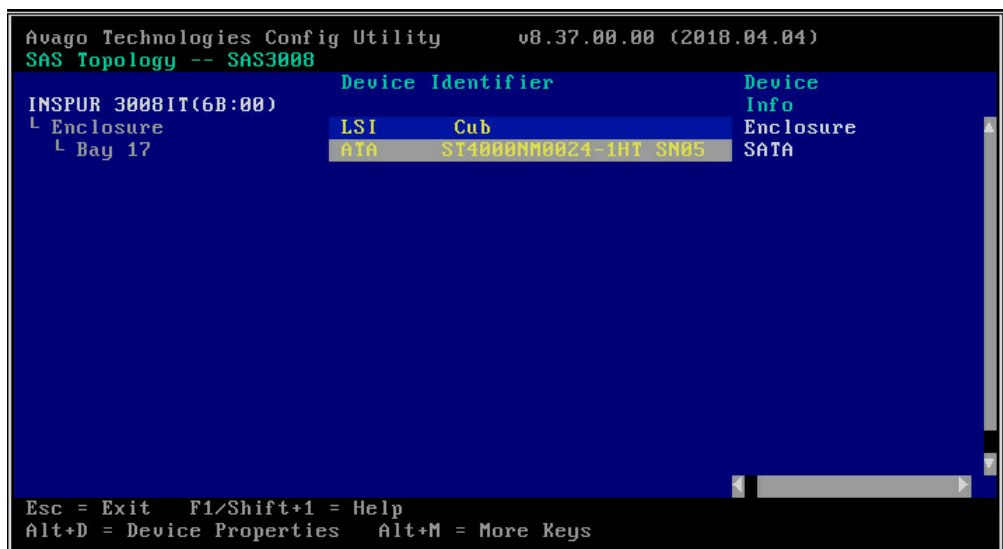 Avago Technologies Config Utility v8.37.00.00 (2018.04.04)
SAS Topology -- SAS3008
Device Identifier Device
INSPUR 3008IT(6B:00) Info
└ Enclosure LSI Cub Enclosure
└ Bay 17 ATA ST4000NM0024-1HT SN05 SATA
Esc = Exit F1/Shift+1 = Help
Alt+D = Device Properties Alt+M = More Keys